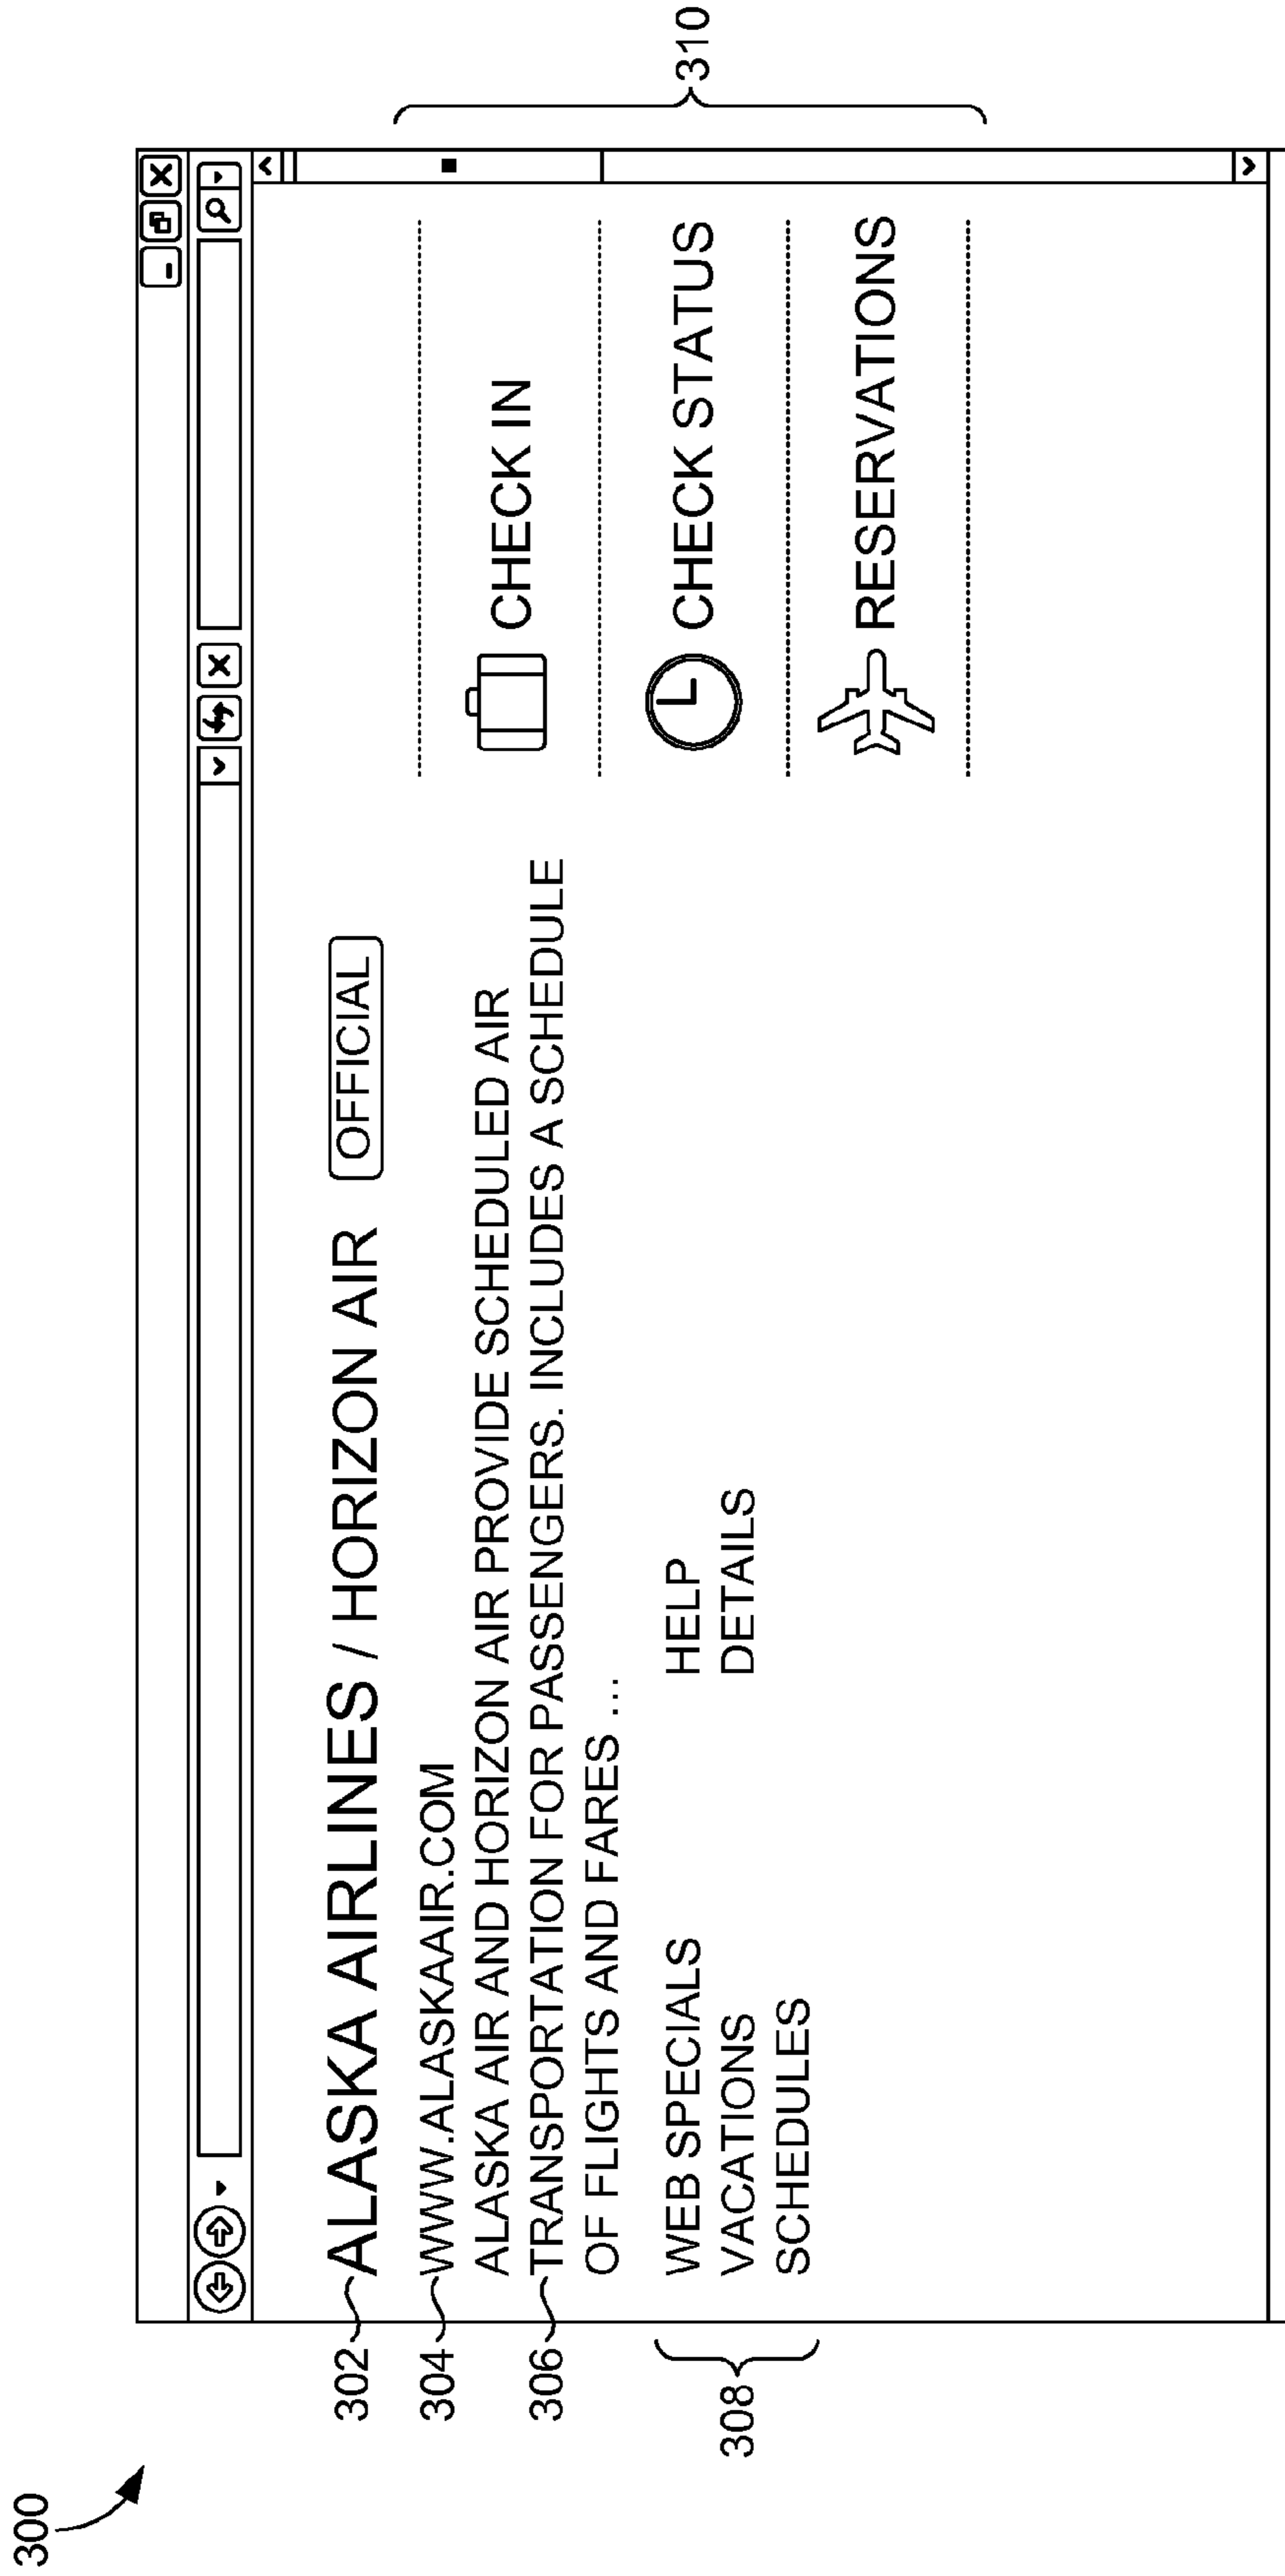 300
302
ALASKA AIRLINES / HORIZON AIR OFFICIAL
304
WWW.ALASKAAIR.COM
ALASKA AIR AND HORIZON AIR PROVIDE SCHEDULED AIR
306
TRANSPORTATION FOR PASSENGERS. INCLUDES A SCHEDULE
OF FLIGHTS AND FARES ...
308
WEB SPECIALS HELP
VACATIONS DETAILS
SCHEDULES
CHECK IN
CHECK STATUS
RESERVATIONS
310